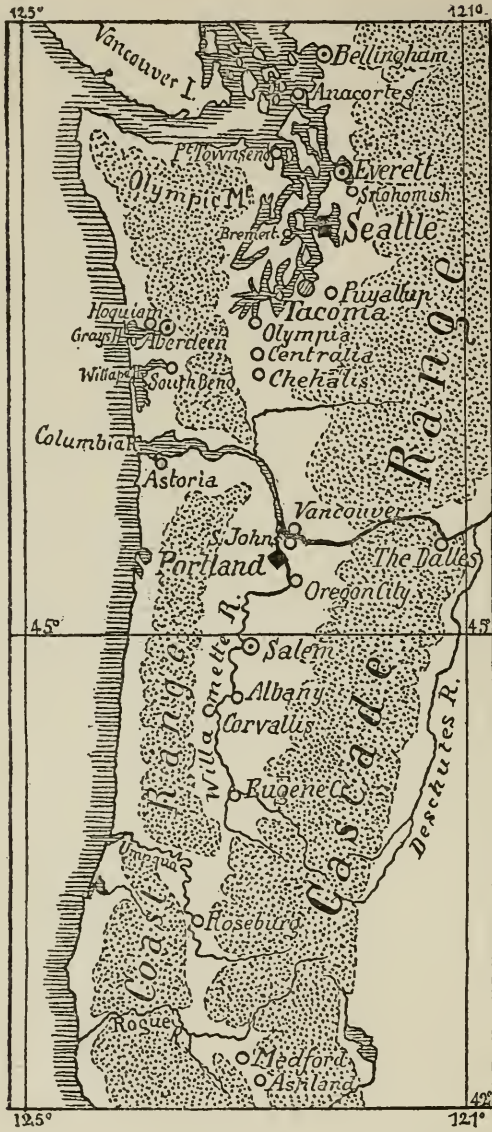 125°
121°
Vancouver I.
Bellingham
Anacortes
Pt. Townsend
Everett
Snohomish
Olympic Mt.
Bremert.
Seattle
Puyallup
Tacoma
Hoquiam
Grays H.
Aberdeen
Olympia
Centralia
Willapa
South Bend
Chehalis
Columbia R.
Astoria
Vancouver
S. John
The Dalles
Portland
Oregon City
45°
45°
Salem
Albany
Corvallis
Willamette R.
Eugene C.
Deschutes R.
Cascade Range
Umpqua
Roseburg
Coast Range
Rogue
Medford
Ashland
42°
125°
121°